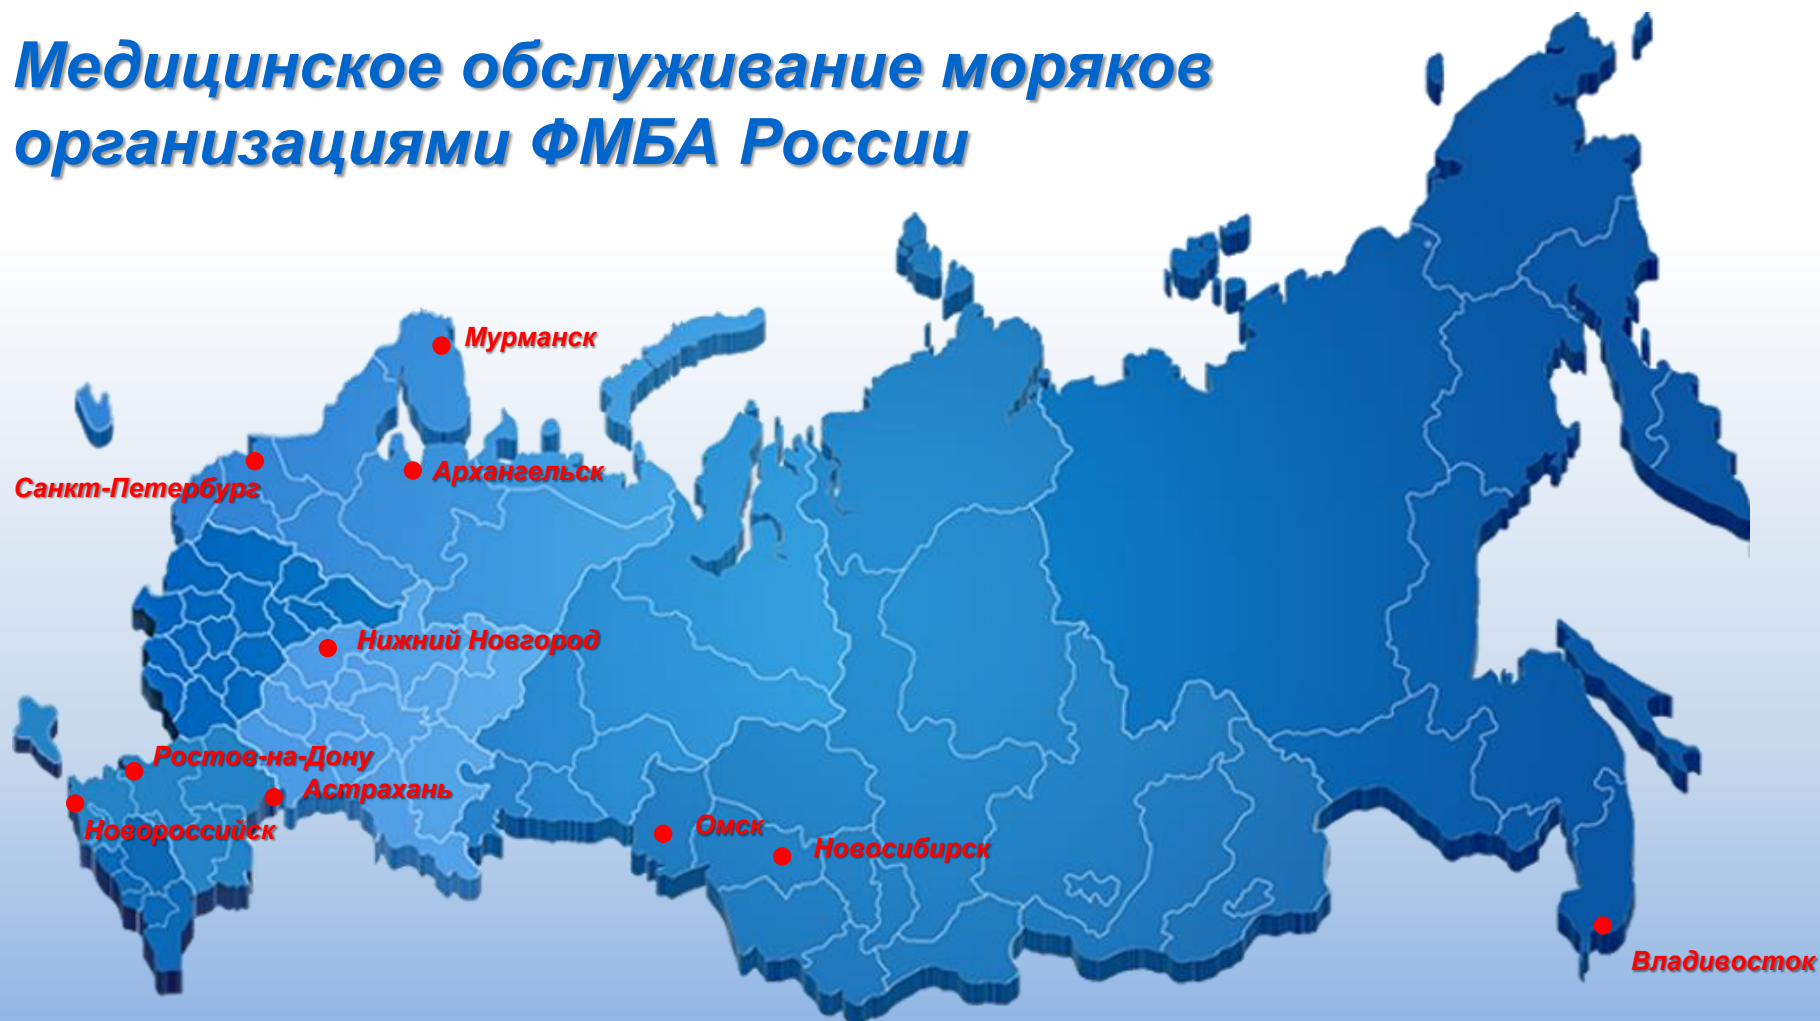 Медицинское обслуживание моряков
организациями ФМБА России
Мурманск
Архангельск
Санкт-Петербург
Нижний Новгород
Ростов-на-Дону
Астрахань
Новороссийск
Омск
Новосибирск
Владивосток